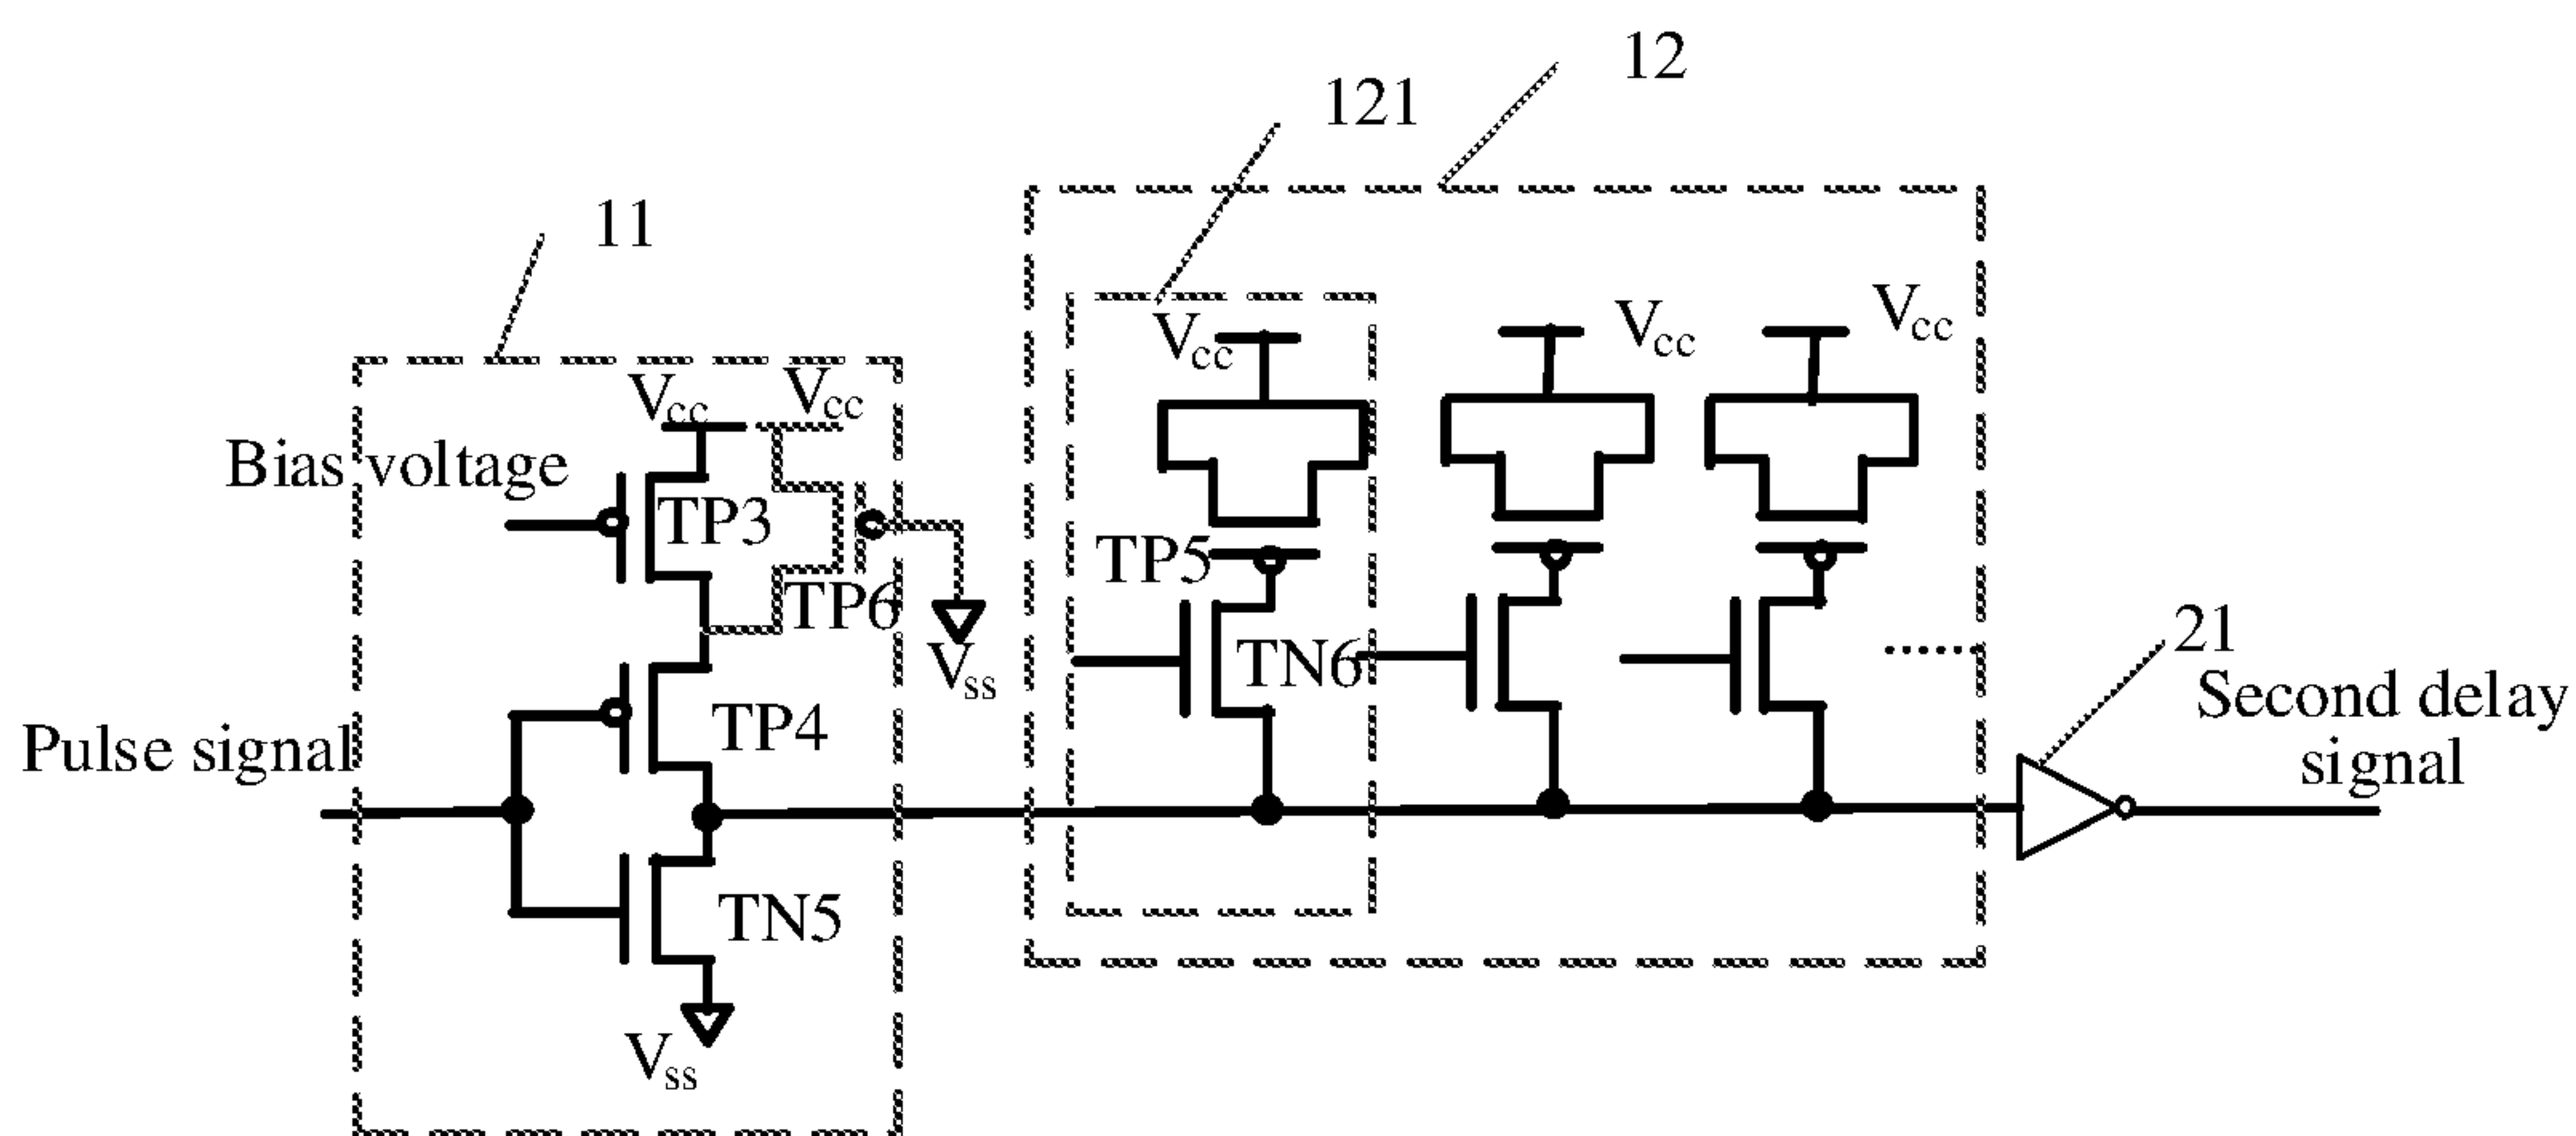 12
121
11
Vcc
Vcc
Vcc
Vcc
Vcc
Bias voltage
TP3
TP5
TP6
21
TN6
Vss
Second delay
signal
Pulse signal
TP4
TN5
Vss